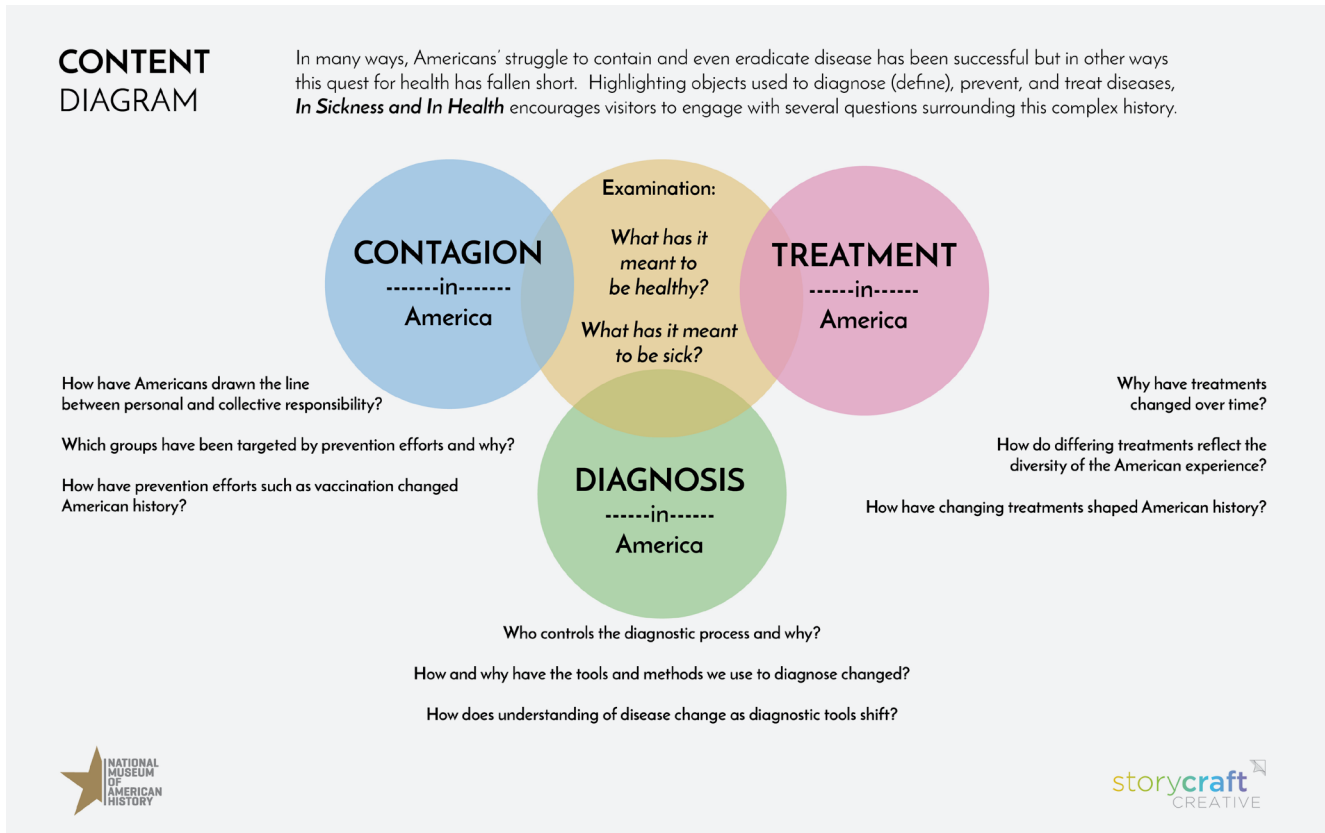 CONTENT
DIAGRAM
In many ways, Americans' struggle to contain and even eradicate disease has been successful but in other ways
this quest for health has fallen short. Highlighting objects used to diagnose (define), prevent, and treat diseases,
In Sickness and In Health encourages visitors to engage with several questions surrounding this complex history.
CONTAGION
-------in-------
America
Examination:
What has it
meant to
be healthy?
What has it meant
to be sick?
TREATMENT
------in------
America
How have Americans drawn the line
between personal and collective responsibility?
Which groups have been targeted by prevention efforts and why?
How have prevention efforts such as vaccination changed
American history?
Why have treatments
changed over time?
How do differing treatments reflect the
diversity of the American experience?
How have changing treatments shaped American history?
DIAGNOSIS
------in------
America
Who controls the diagnostic process and why?
How and why have the tools and methods we use to diagnose changed?
How does understanding of disease change as diagnostic tools shift?
NATIONAL
MUSEUM
OF
AMERICAN
HISTORY
storycraft
CREATIVE